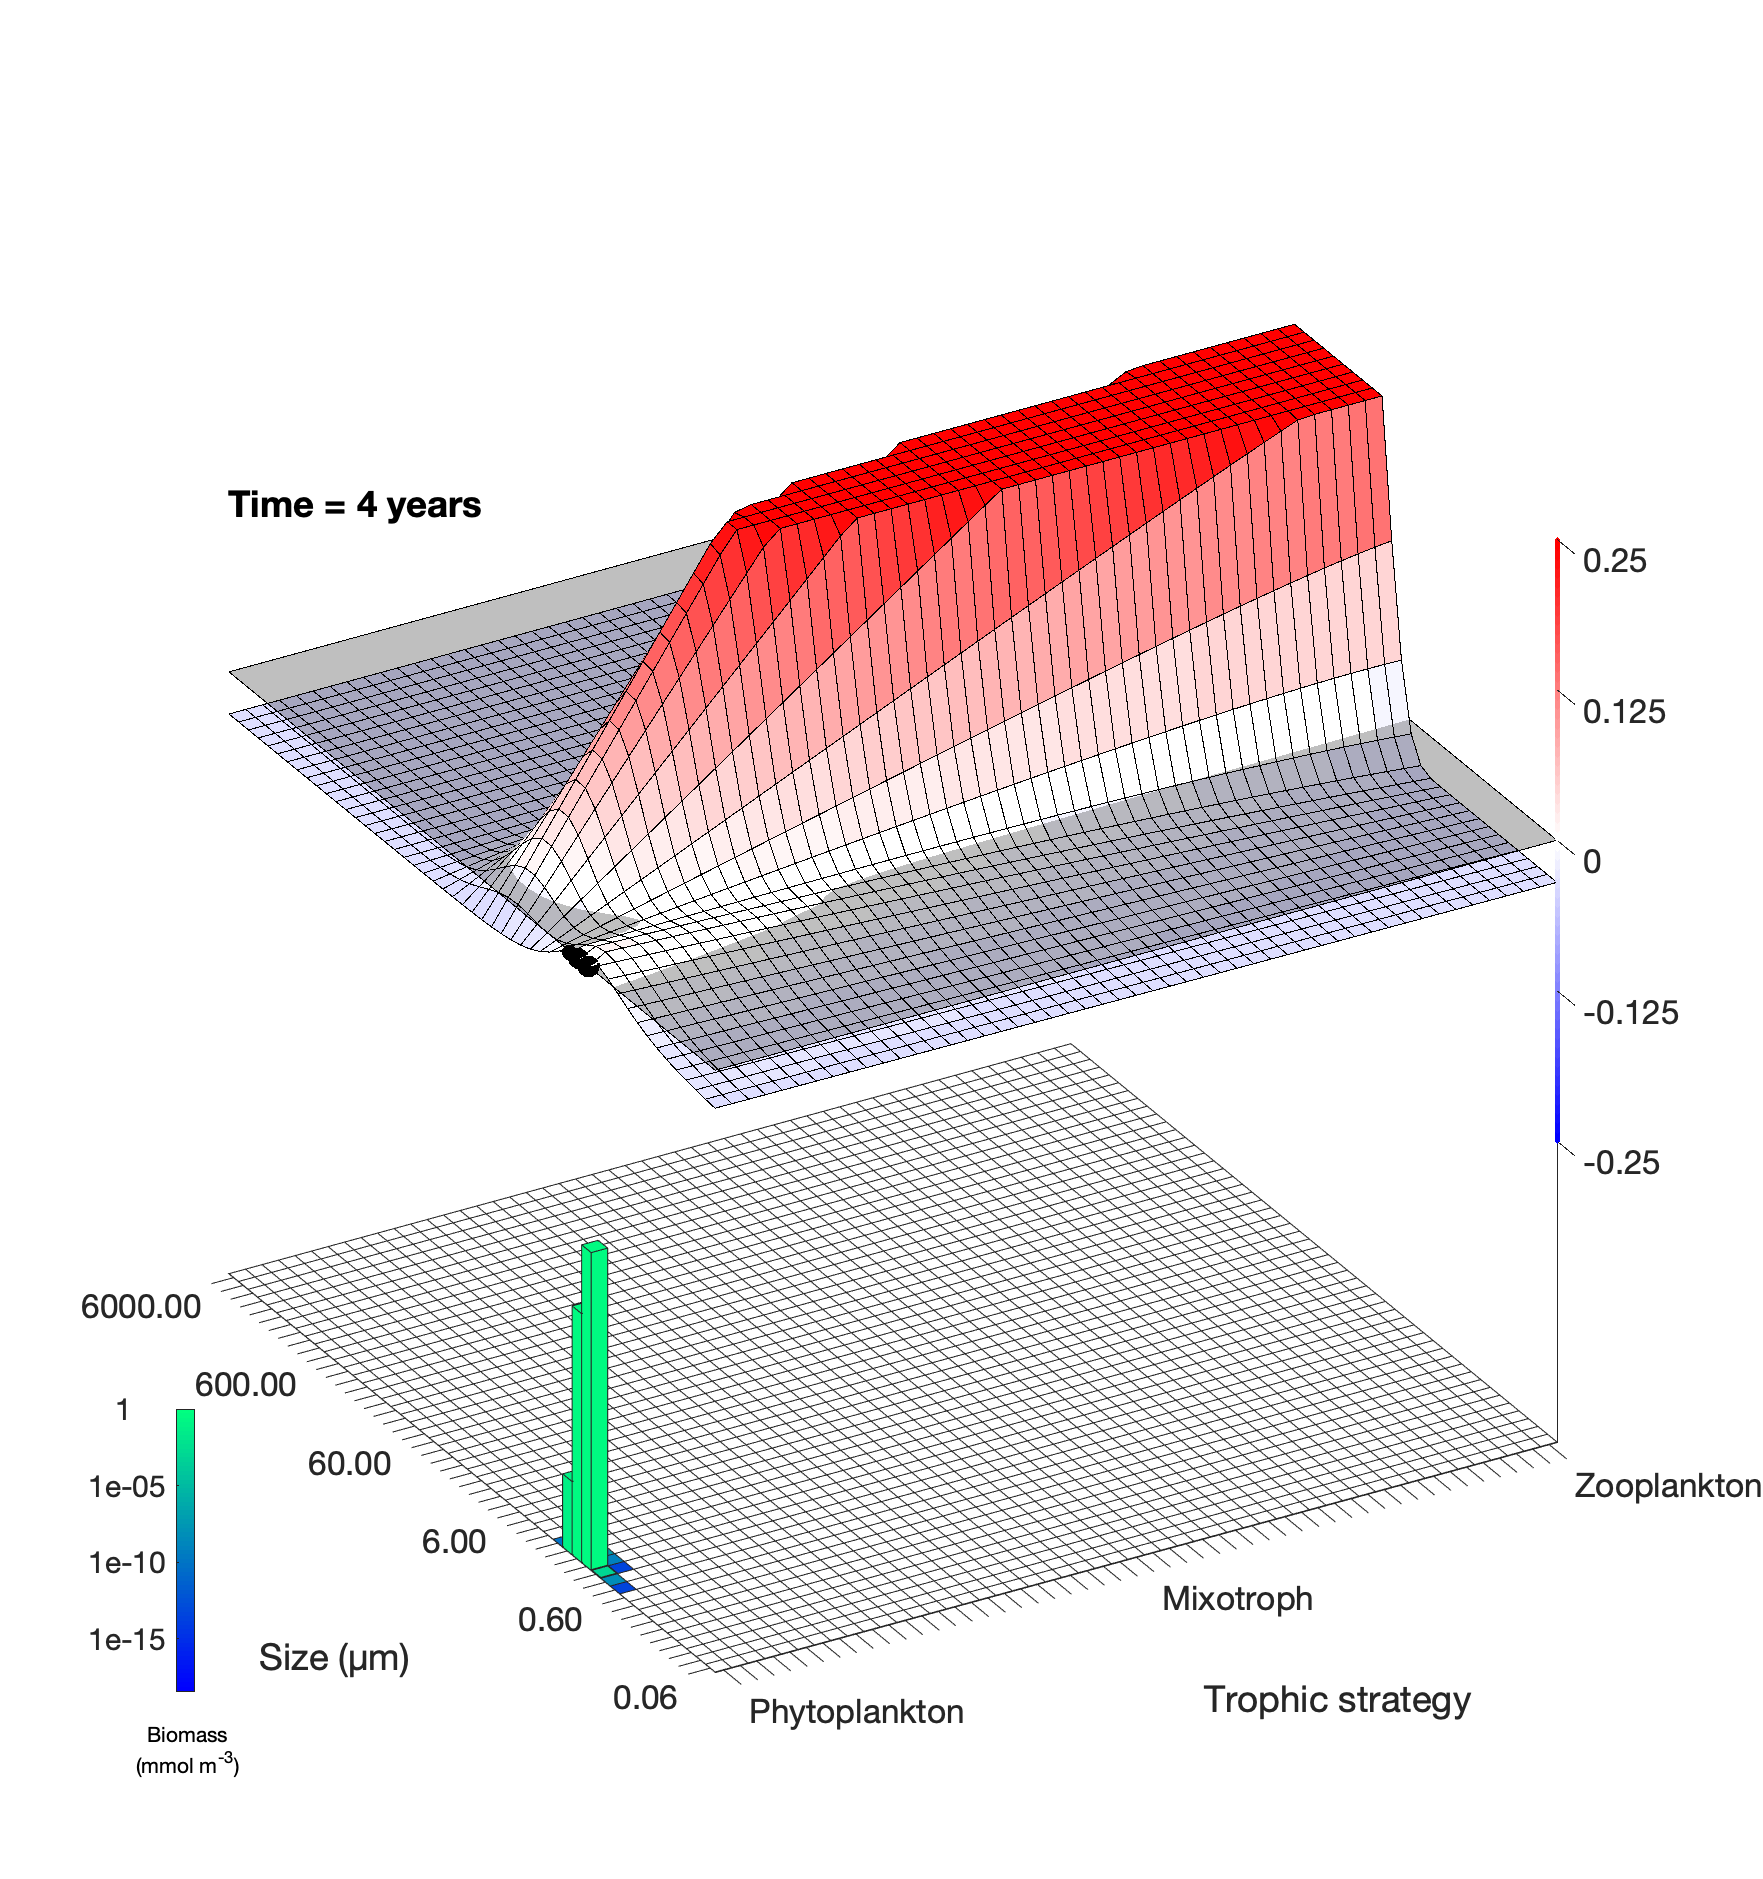 Time = 4 years
0.25
0.125
0
-0.125
-0.25
6000.00
600.00
60.00
6.00
0.60
0.06
Size (μm)
1
1e-05
1e-10
1e-15
Biomass
(mmol m-3)
Zooplankton
Mixotroph
Phytoplankton
Trophic strategy